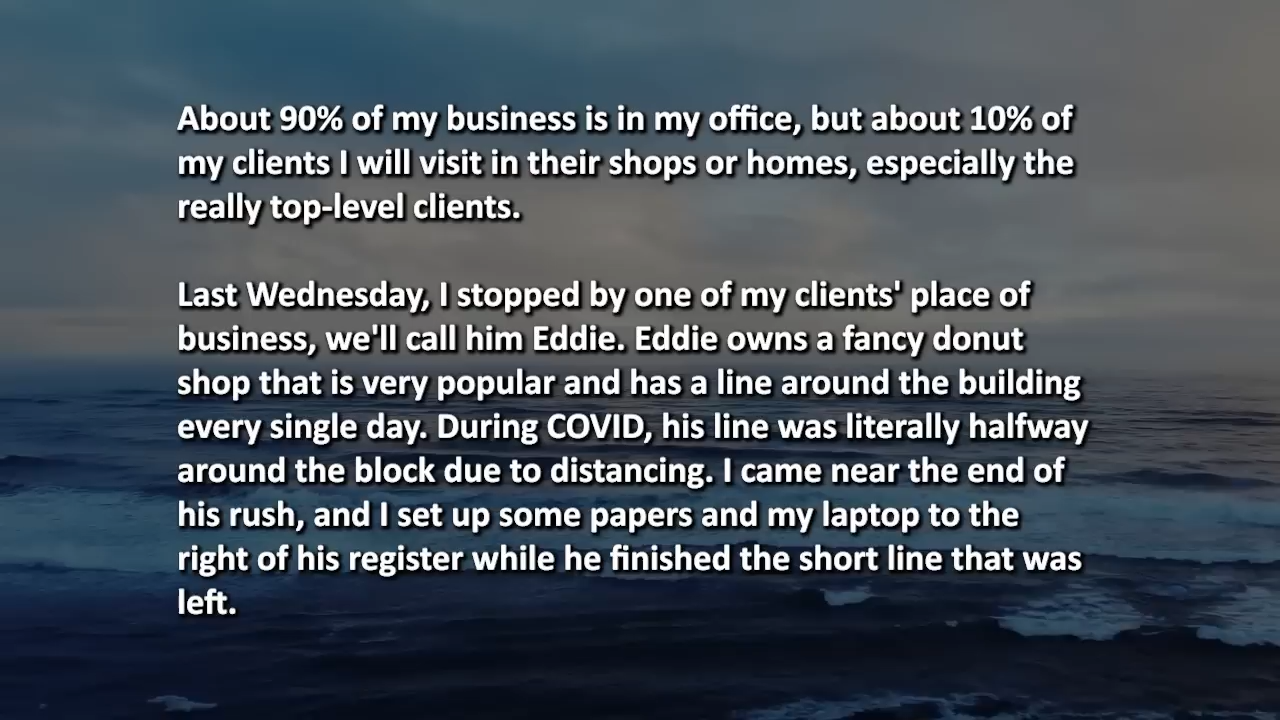 About 90% of my business is in my office, but about 10% of
my clients I will visit in their shops or homes, especially the
really top-level clients.
Last Wednesday, I stopped by one of my clients' place of
business, we'll call him Eddie. Eddie owns a fancy donut
shop that is very popular and has a line around the building
every single day. During COVID, his line was literally halfway
around the block due to distancing. I came near the end of
his rush, and I set up some papers and my laptop to the
right of his register while he finished the short line that was
left.